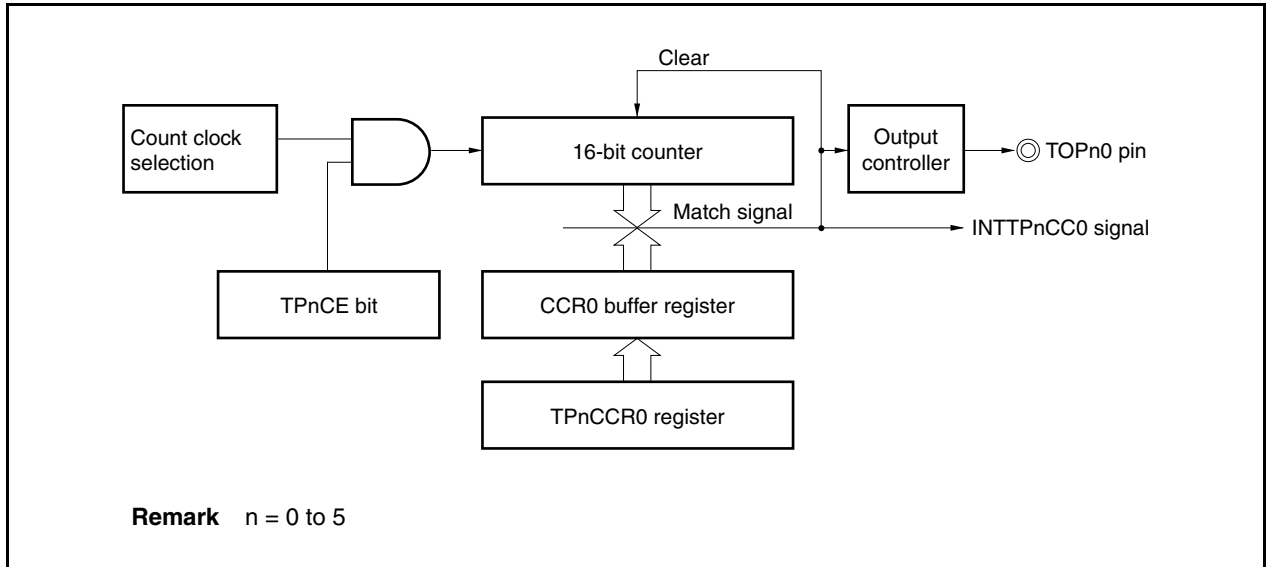 Clear
Count clock
selection
16-bit counter
Output
controller
TOPn0 pin
Match signal
INTTPnCC0 signal
TPnCE bit
CCR0 buffer register
TPnCCR0 register
Remark n = 0 to 5